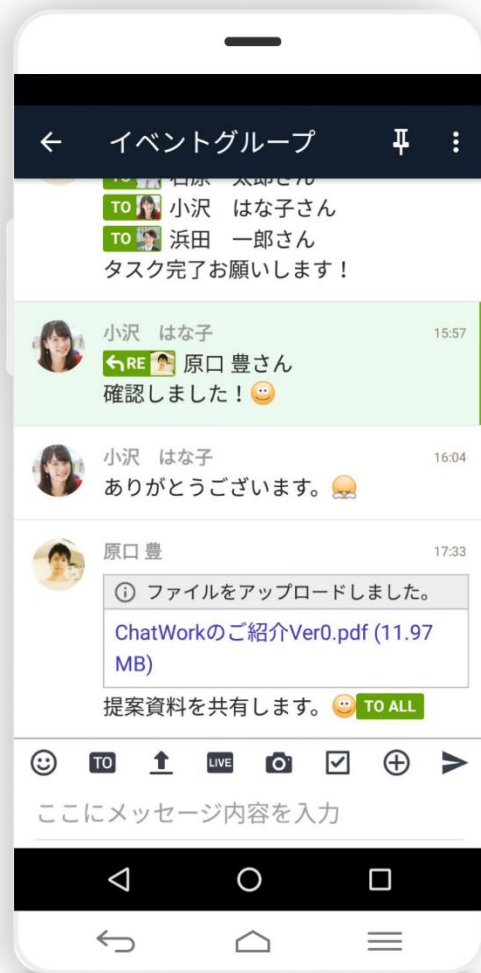 イベントグループ
TO 石原　太郎さん
TO 小沢　はな子さん
TO 浜田　一郎さん
タスク完了お願いします！
小沢　はな子 15:57
RE 原口 豊さん
確認しました！
小沢　はな子 16:04
ありがとうございます。
原口 豊 17:33
ファイルをアップロードしました。
ChatWorkのご紹介Ver0.pdf (11.97
MB)
提案資料を共有します。 TO ALL
TO LIVE
ここにメッセージ内容を入力